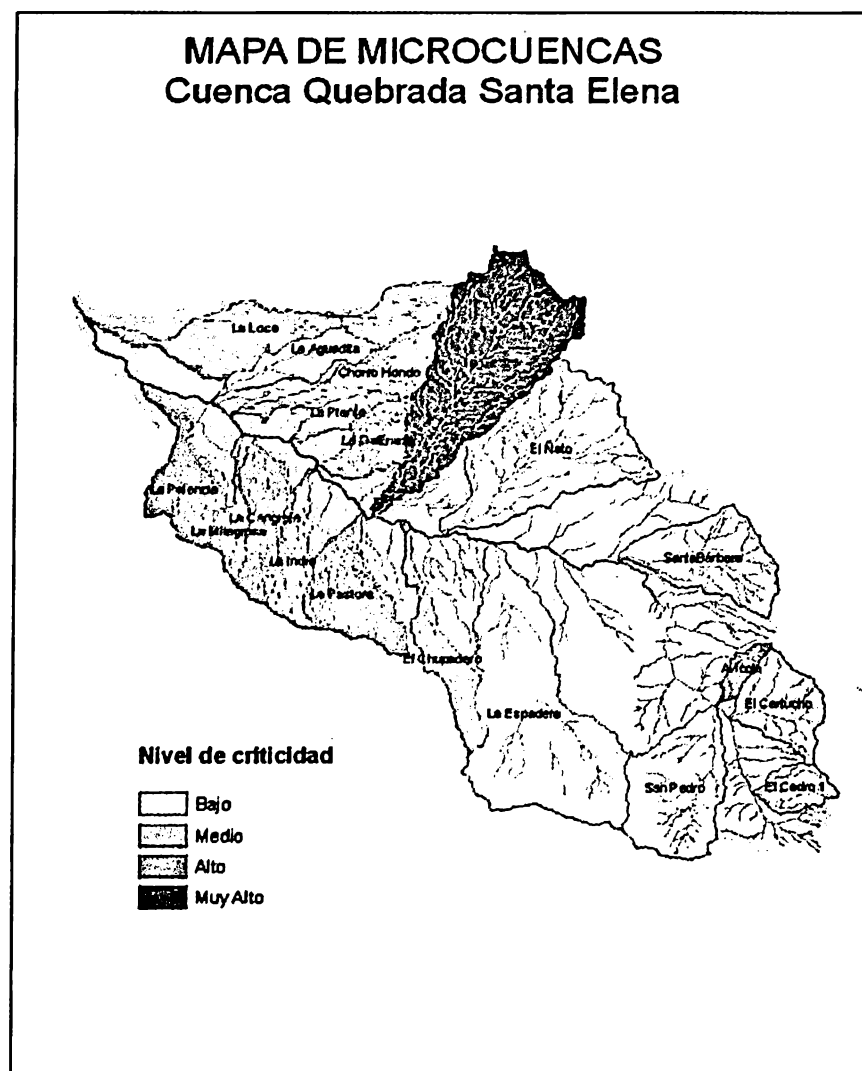 MAPA DE MICROCUENCAS
Cuenca Quebrada Santa Elena
La Loca
La Aguadita
Chorro Hondo
La Planta
El Ñato
La Palencia
La Cangreja
La Milagrosa
La India
La Pastora
Santa Bárbara
El Chupadero
El Cartucho
La Espadera
San Pedro
El Cedro 1
Nivel de criticidad
Bajo
Medio
Alto
Muy Alto